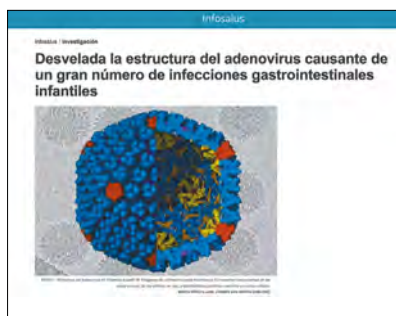 Infosalus
Infosalus / Investigación
Desvelada la estructura del adenovirus causante de
un gran número de infecciones gastrointestinales
infantiles